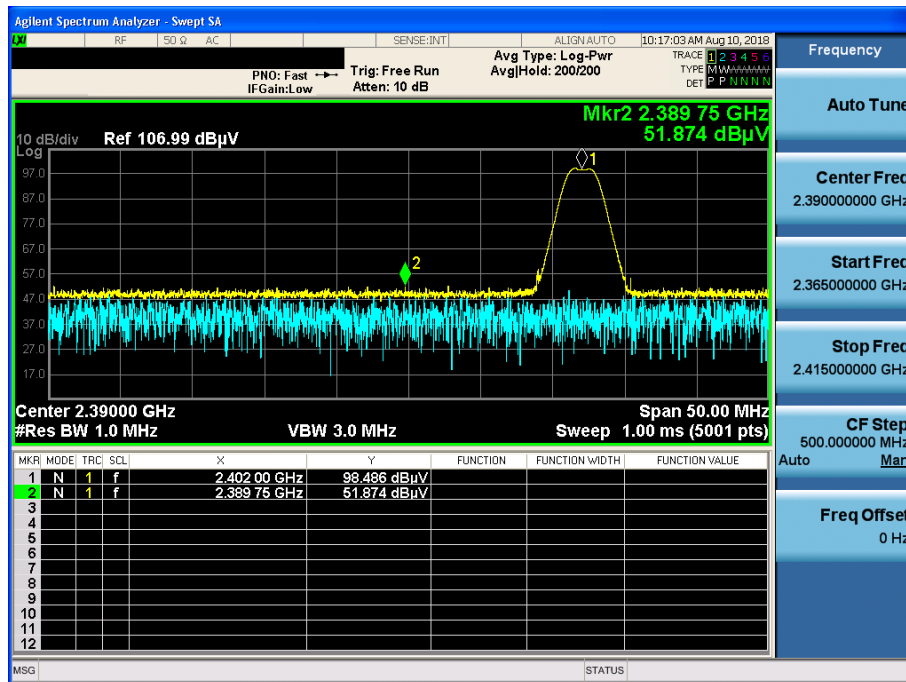 Agilent Spectrum Analyzer - Swept SA
LXI RF 50 Ω AC SENSE:INT ALIGN AUTO 10:17:03 AM Aug 10, 2018
PNO: Fast Trig: Free Run Avg Type: Log-Pwr TRACE 1 2 3 4 5 6
IFGain:Low Atten: 10 dB Avg|Hold: 200/200 TYPE M W
DET P P N N N N
Frequency
Auto Tune
Center Freq
2.390000000 GHz
Start Freq
2.365000000 GHz
Stop Freq
2.415000000 GHz
CF Step
500.000000 MHz
Auto Man
Freq Offset
0 Hz
Mkr2 2.389 75 GHz
51.874 dBµV
10 dB/div Ref 106.99 dBµV
Log
97.0
87.0
77.0
67.0
57.0
47.0
37.0
27.0
17.0
1
2
Center 2.39000 GHz Span 50.00 MHz
#Res BW 1.0 MHz VBW 3.0 MHz Sweep 1.00 ms (5001 pts)
MKR MODE TRC SCL X Y FUNCTION FUNCTION WIDTH FUNCTION VALUE
1 N 1 f 2.402 00 GHz 98.486 dBµV
2 N 1 f 2.389 75 GHz 51.874 dBµV
3
4
5
6
7
8
9
10
11
12
MSG STATUS